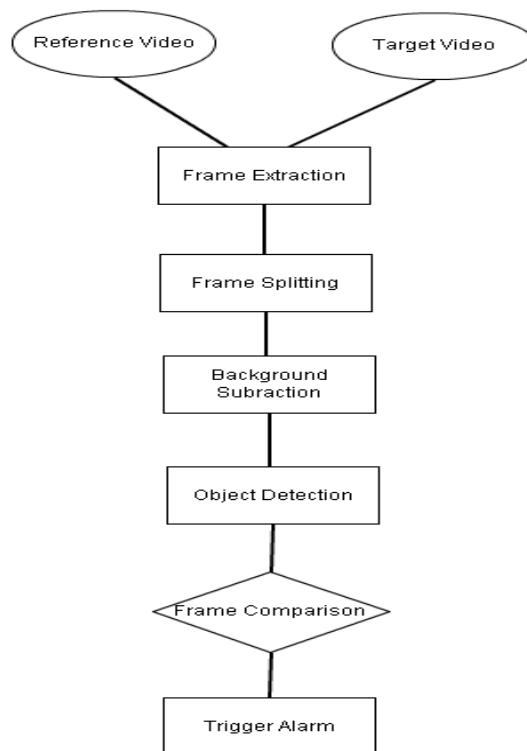 Reference Video
Target Video
Frame Extraction
Frame Splitting
Background
Subraction
Object Detection
Frame Comparison
Trigger Alarm